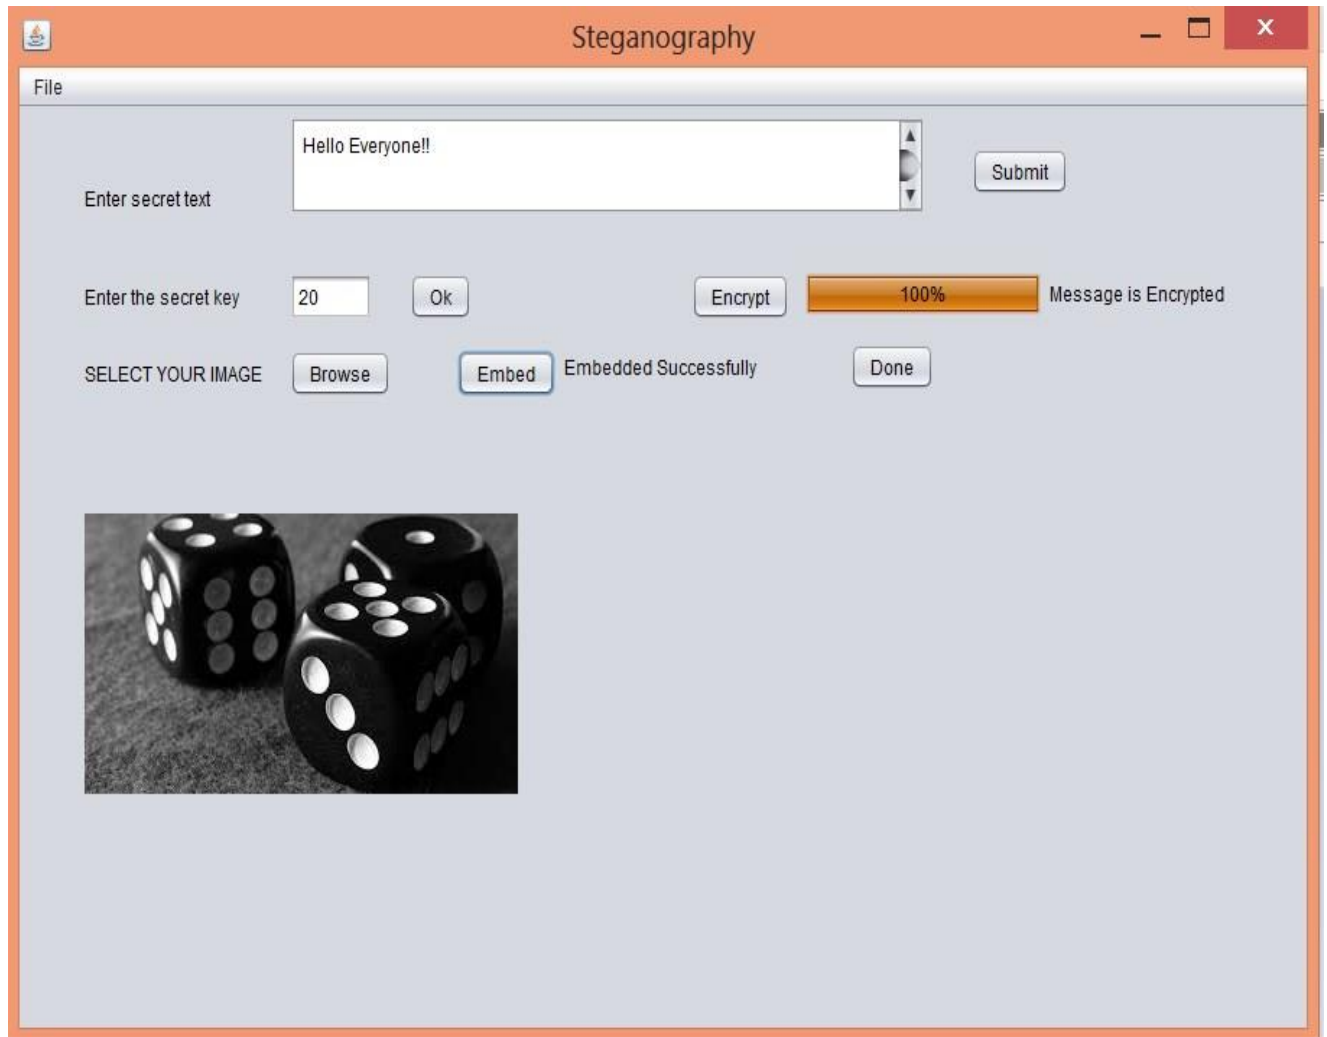 Steganography
File
Hello Everyone!!
Submit
Enter secret text
Enter the secret key 20 Ok Encrypt 100% Message is Encrypted
SELECT YOUR IMAGE Browse Embed Embedded Successfully Done